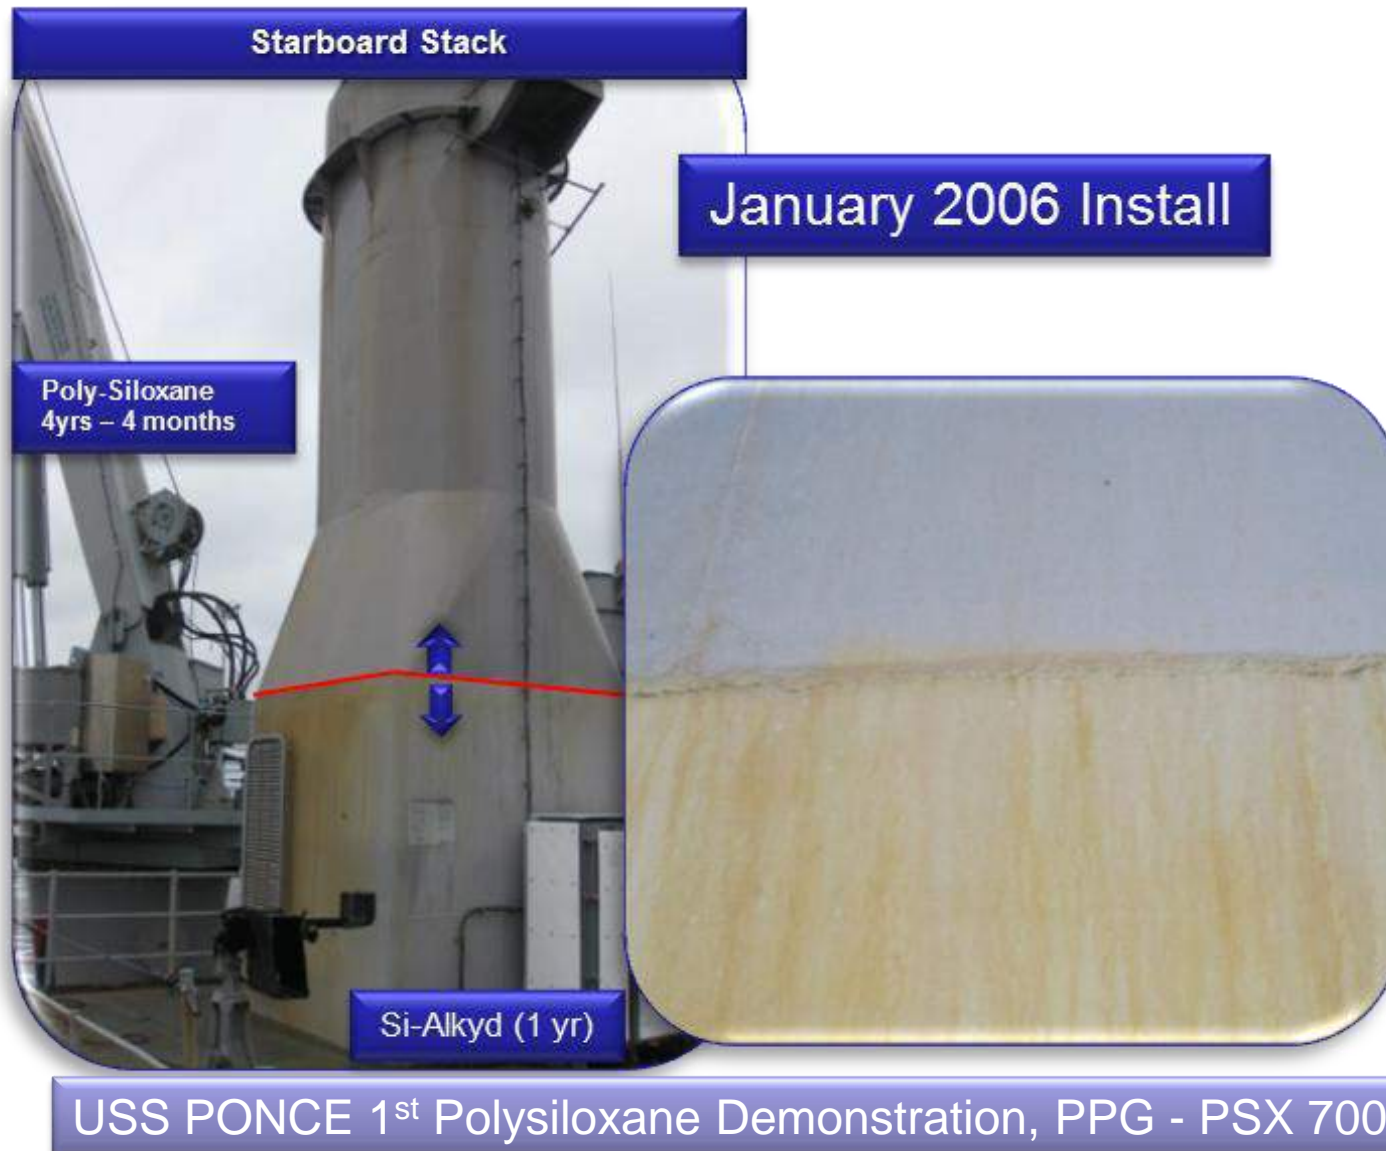 Starboard Stack
January 2006 Install
Poly-Siloxane
4yrs – 4 months
Si-Alkyd (1 yr)
USS PONCE 1st Polysiloxane Demonstration, PPG - PSX 700